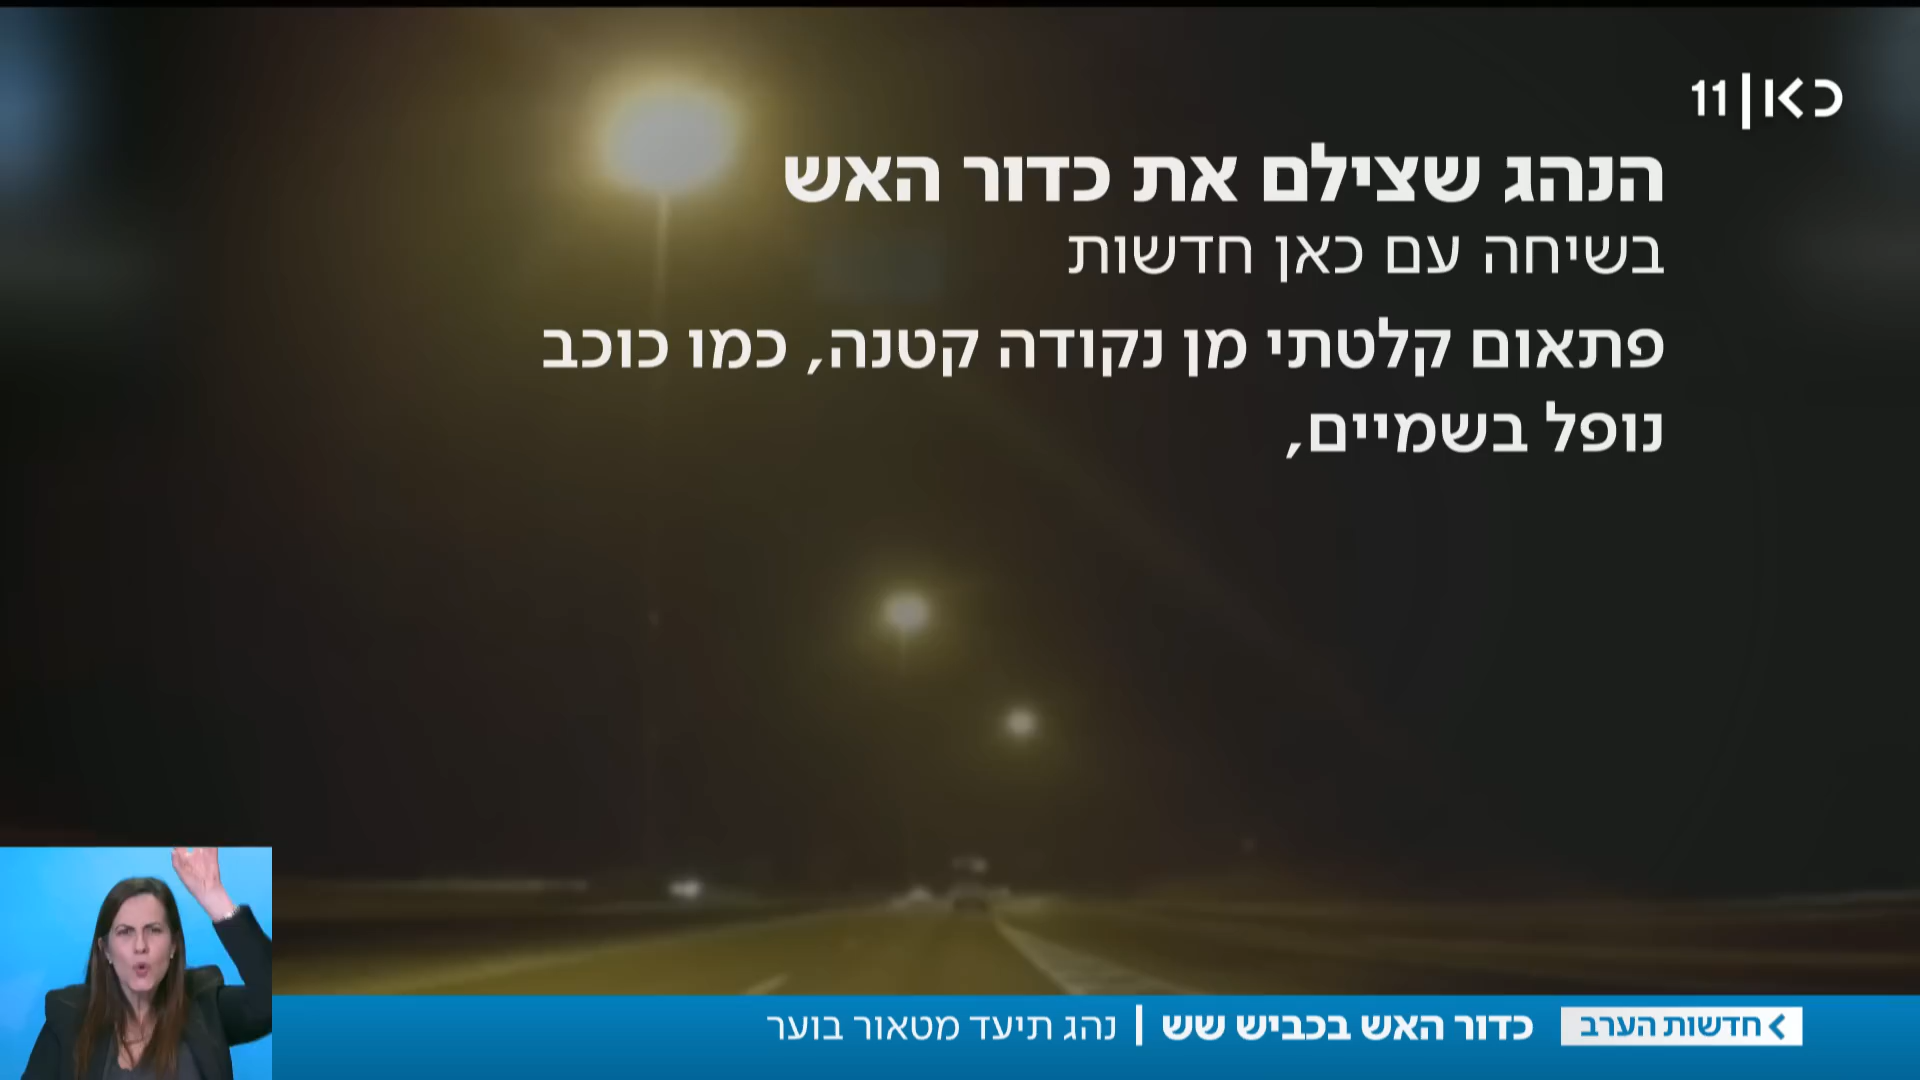 כאן|11
הנהג שצילם את כדור האש
בשיחה עם כאן חדשות
פתאום קלטתי מן נקודה קטנה, כמו כוכב
נופל בשמיים,
חדשות הערב
כדור האש בכביש שש | נהג תיעד מטאור בוער